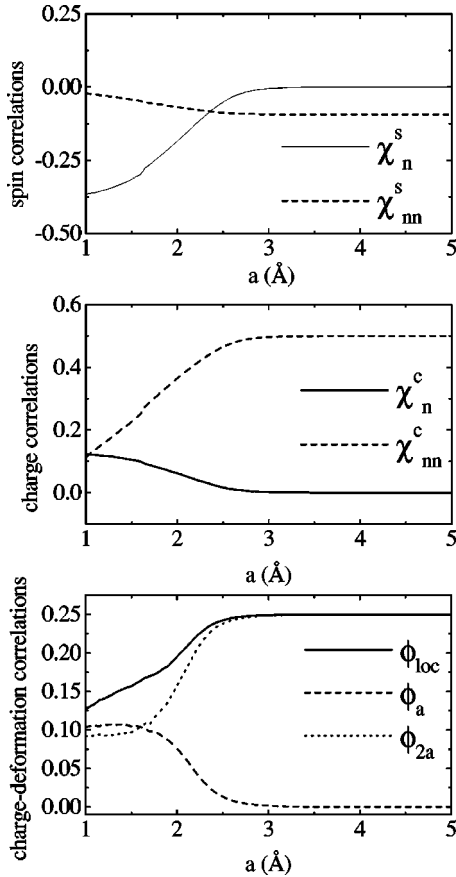 spin correlations
0.00
-0.25
-0.50
1 2 3 4 5
a (Å)
χ^s_n
χ^s_nn
charge correlations
0.6
0.4
0.2
0.0
1 2 3 4 5
a (Å)
χ^c_n
χ^c_nn
charge-deformation correlations
0.25
0.20
0.15
0.10
0.05
0.00
1 2 3 4 5
a (Å)
ϕ_loc
ϕ_a
ϕ_2a